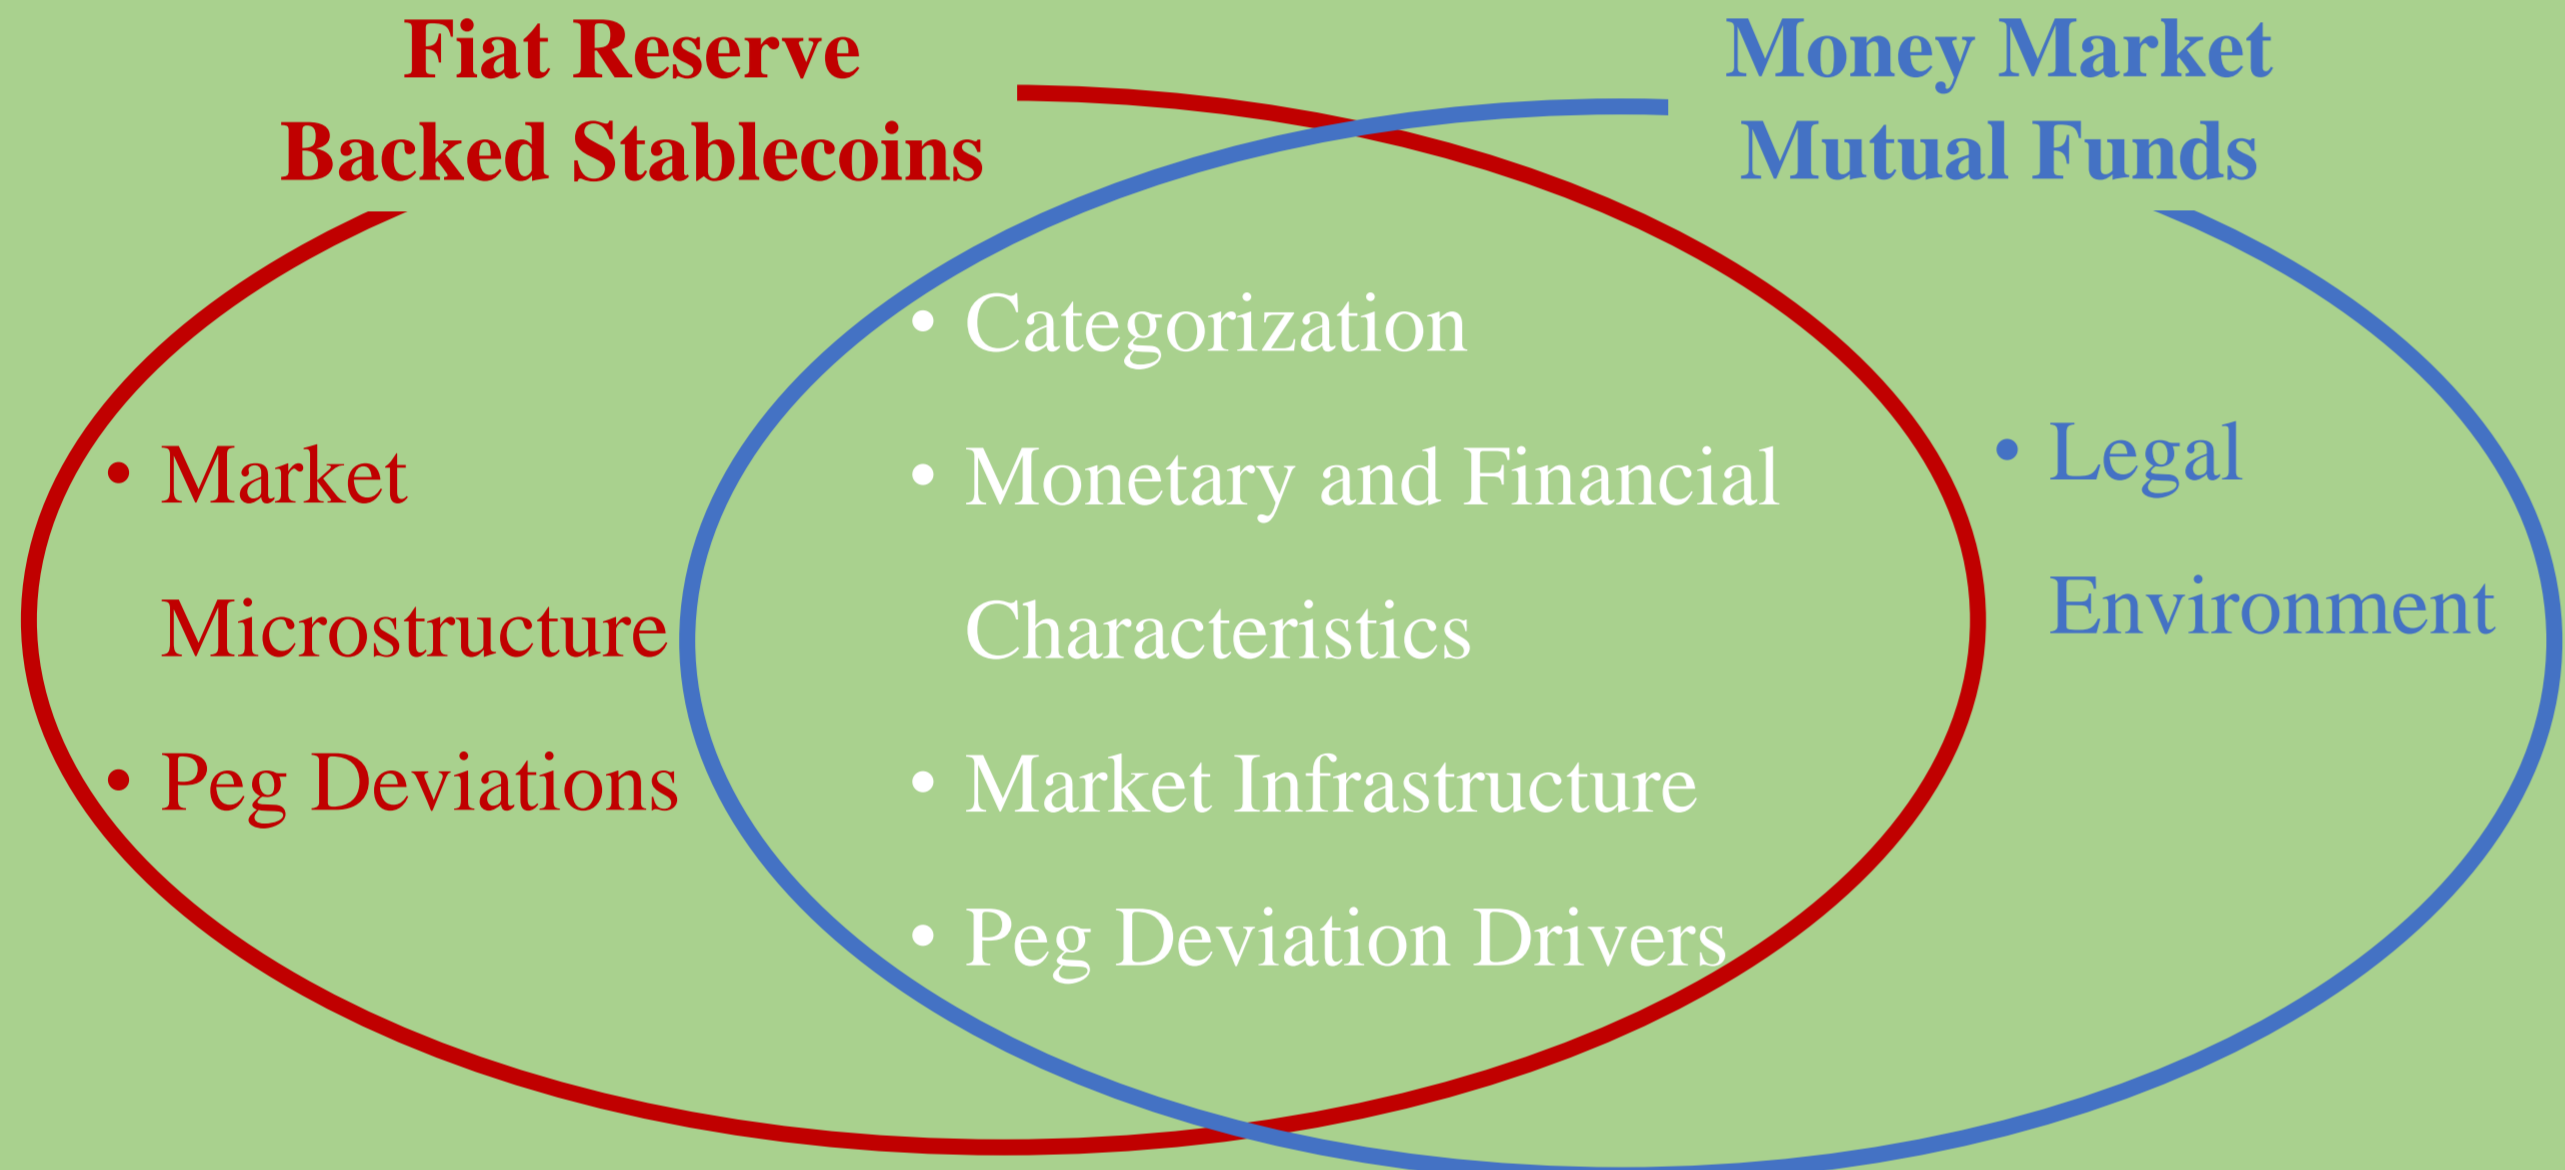 Fiat Reserve
Backed Stablecoins
Money Market
Mutual Funds
• Market
Microstructure
• Peg Deviations
• Categorization
• Monetary and Financial
Characteristics
• Market Infrastructure
• Peg Deviation Drivers
• Legal
Environment